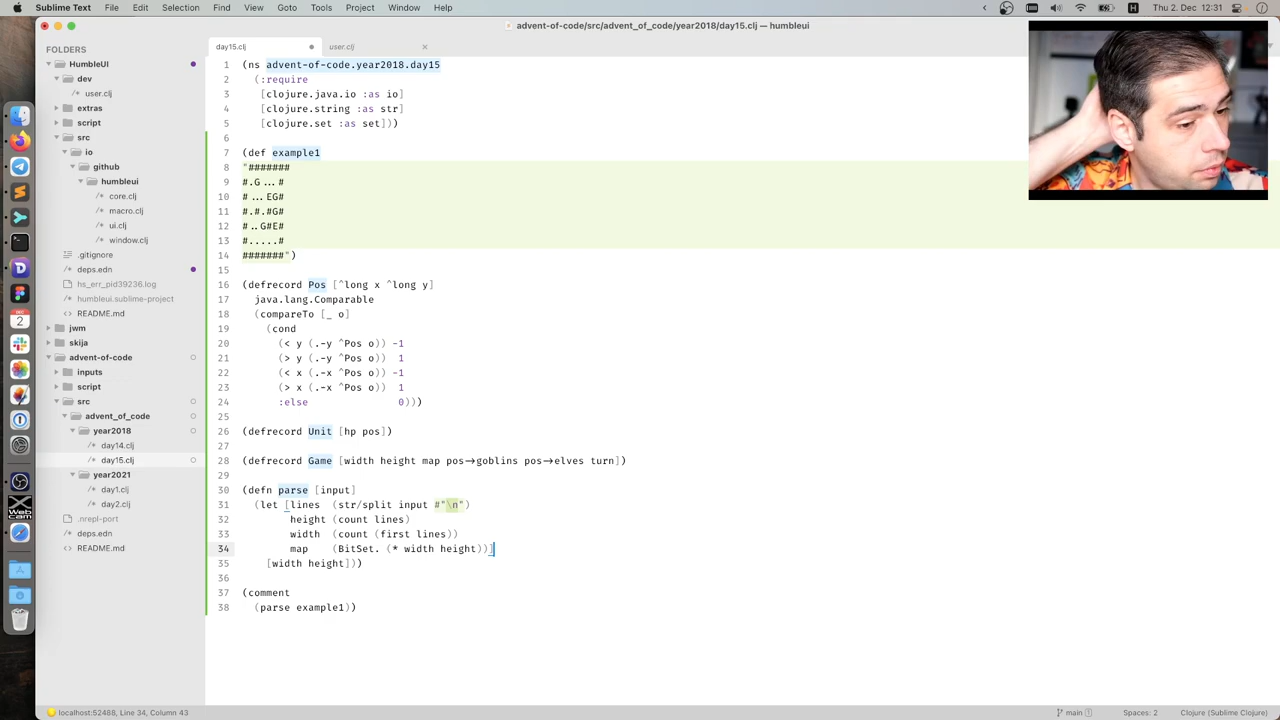 Sublime Text File Edit Selection Find View Goto Tools Project Window Help
Thu 2. Dec 12:31
advent-of-code/src/advent_of_code/year2018/day15.clj — humbleui
FOLDERS
HumbleUI
dev
user.clj
extras
script
src
io
github
humbleui
core.clj
macro.clj
ui.clj
window.clj
.gitignore
deps.edn
hs_err_pid39236.log
humbleui.sublime-project
README.md
jwm
skija
advent-of-code
inputs
script
src
advent_of_code
year2018
day14.clj
day15.clj
year2021
day1.clj
day2.clj
.nrepl-port
deps.edn
README.md
day15.clj
user.clj
1 (ns advent-of-code.year2018.day15
2 (:require
3 [clojure.java.io :as io]
4 [clojure.string :as str]
5 [clojure.set :as set]))
6
7 (def example1
8 "#######
9 #.G...#
10 #...EG#
11 #.#.#G#
12 #..G#E#
13 #.....#
14 #######")
15
16 (defrecord Pos [^long x ^long y]
17 java.lang.Comparable
18 (compareTo [_ o]
19 (cond
20 (< y (.-y ^Pos o)) -1
21 (> y (.-y ^Pos o)) 1
22 (< x (.-x ^Pos o)) -1
23 (> x (.-x ^Pos o)) 1
24 :else 0)))
25
26 (defrecord Unit [hp pos])
27
28 (defrecord Game [width height map pos->goblins pos->elves turn])
29
30 (defn parse [input]
31 (let [lines (str/split input #"\n")
32 height (count lines)
33 width (count (first lines))
34 map (BitSet. (* width height))]
35 [width height]))
36
37 (comment
38 (parse example1))
DEC
2
Web
cam
localhost:52488, Line 34, Column 43
main 1
Spaces: 2
Clojure (Sublime Clojure)